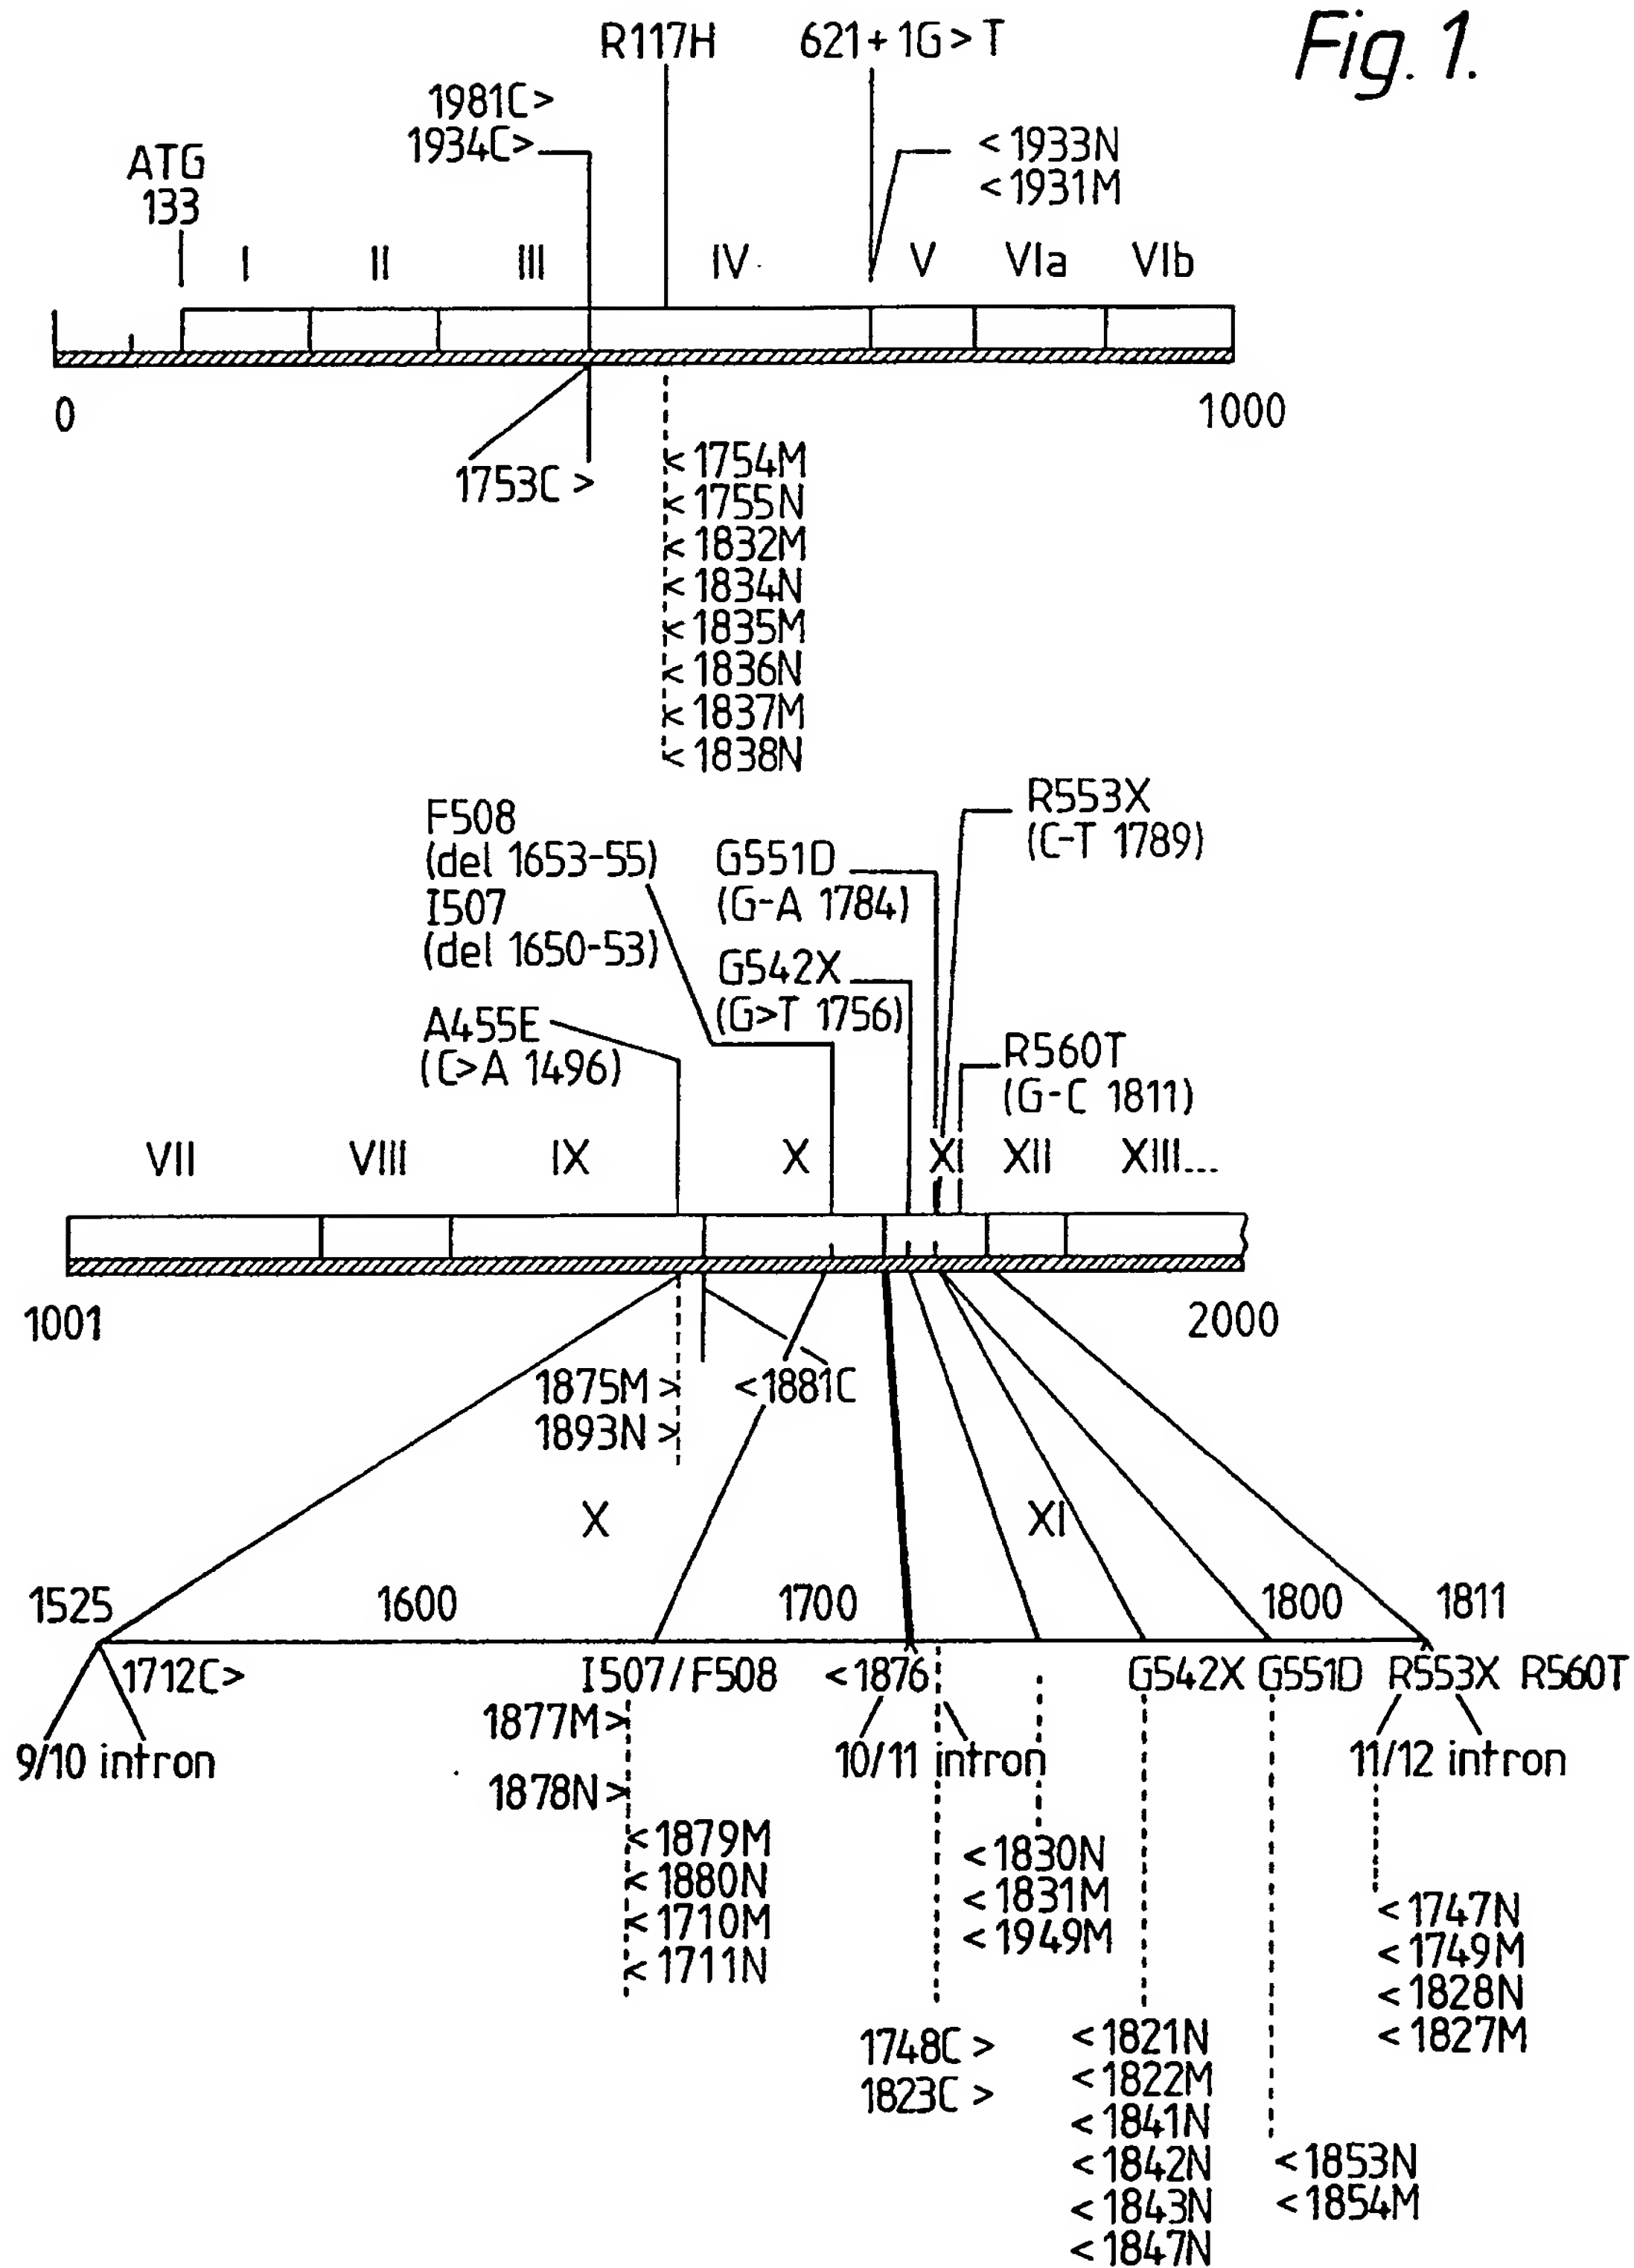 Fig. 1.
R117H
621+1G>T
1981C>
1934C>
<1933N
<1931M
ATG
133
I
II
III
IV
V
VIa
VIb
0
1000
1753C >
<1754M
<1755N
<1832M
<1834N
<1835M
<1836N
<1837M
<1838N
F508
(del 1653-55)
I507
(del 1650-53)
G551D
(G-A 1784)
R553X
(C-T 1789)
G542X
(G>T 1756)
A455E
(C>A 1496)
R560T
(G-C 1811)
VII
VIII
IX
X
XI
XII
XIII...
1001
2000
1875M >
1893N >
<1881C
X
XI
1525
1600
1700
1800
1811
1712C>
I507/F508
<1876
G542X
G551D
R553X
R560T
9/10 intron
10/11 intron
11/12 intron
1877M>
1878N>
<1879M
<1880N
<1710M
<1711N
<1830N
<1831M
<1949M
<1747N
<1749M
<1828N
<1827M
1748C >
1823C >
<1821N
<1822M
<1841N
<1842N
<1843N
<1847N
<1853N
<1854M